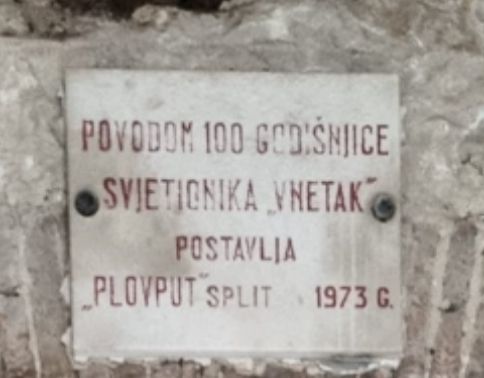 POVODOM 100 GODIŠNJICE
SVJETIONIKA „VNETAK"
POSTAVLJA
„PLOVPUT" SPLIT 1973 G.